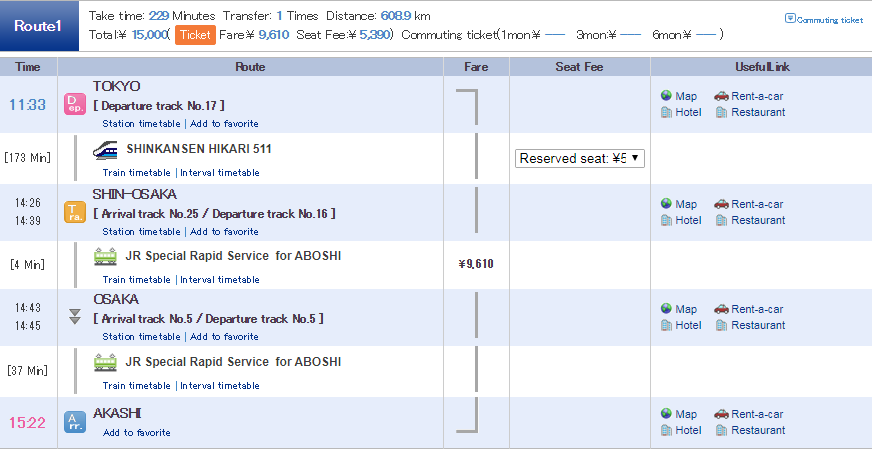 Route1
Take time: 229 Minutes Transfer: 1 Times Distance: 608.9 km
Total:¥ 15,000( Ticket Fare¥ 9,610 Seat Fee:¥ 5,390) Commuting ticket(1mon¥ ── 3mon:¥ ── 6mon¥ ── )
Commuting ticket
Time Route Fare Seat Fee UsefulLink
11:33
Dep.
TOKYO
[ Departure track No.17 ]
Station timetable | Add to favorite
Map Rent-a-car
Hotel Restaurant
[173 Min]
SHINKANSEN HIKARI 511
Train timetable | Interval timetable
Reserved seat: ¥5
14:26
14:39
Tra.
SHIN-OSAKA
[ Arrival track No.25 / Departure track No.16 ]
Station timetable | Add to favorite
Map Rent-a-car
Hotel Restaurant
[4 Min]
JR Special Rapid Service for ABOSHI
Train timetable | Interval timetable
¥9,610
14:43
14:45
OSAKA
[ Arrival track No.5 / Departure track No.5 ]
Station timetable | Add to favorite
Map Rent-a-car
Hotel Restaurant
[37 Min]
JR Special Rapid Service for ABOSHI
Train timetable | Interval timetable
15:22
Arr.
AKASHI
Add to favorite
Map Rent-a-car
Hotel Restaurant